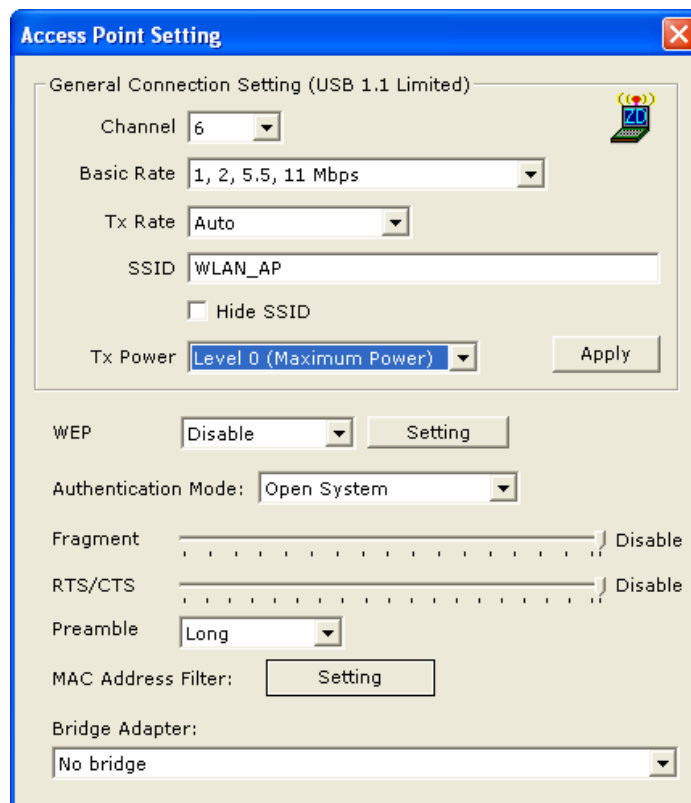 Access Point Setting
General Connection Setting (USB 1.1 Limited)
ZD
Channel 6
Basic Rate 1, 2, 5.5, 11 Mbps
Tx Rate Auto
SSID WLAN_AP
Hide SSID
Tx Power Level 0 (Maximum Power) Apply
WEP Disable Setting
Authentication Mode: Open System
Fragment Disable
RTS/CTS Disable
Preamble Long
MAC Address Filter: Setting
Bridge Adapter:
No bridge